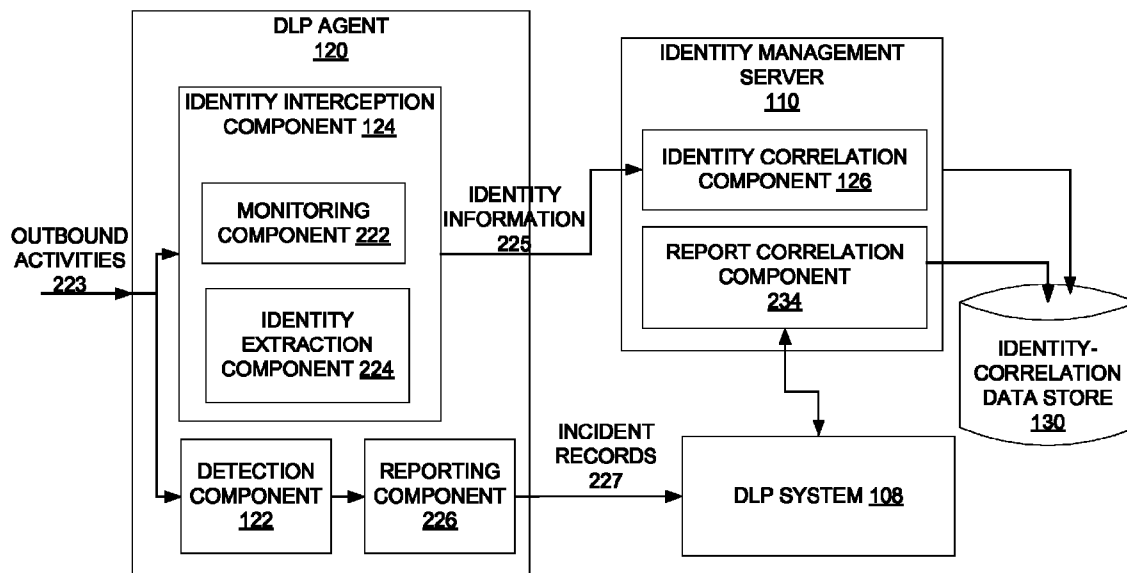 DLP AGENT
120
IDENTITY INTERCEPTION
COMPONENT 124
MONITORING
COMPONENT 222
IDENTITY
EXTRACTION
COMPONENT 224
OUTBOUND
ACTIVITIES
223
DETECTION
COMPONENT
122
REPORTING
COMPONENT
226
IDENTITY
INFORMATION
225
INCIDENT
RECORDS
227
IDENTITY MANAGEMENT
SERVER
110
IDENTITY CORRELATION
COMPONENT 126
REPORT CORRELATION
COMPONENT
234
DLP SYSTEM 108
IDENTITY-
CORRELATION
DATA STORE
130